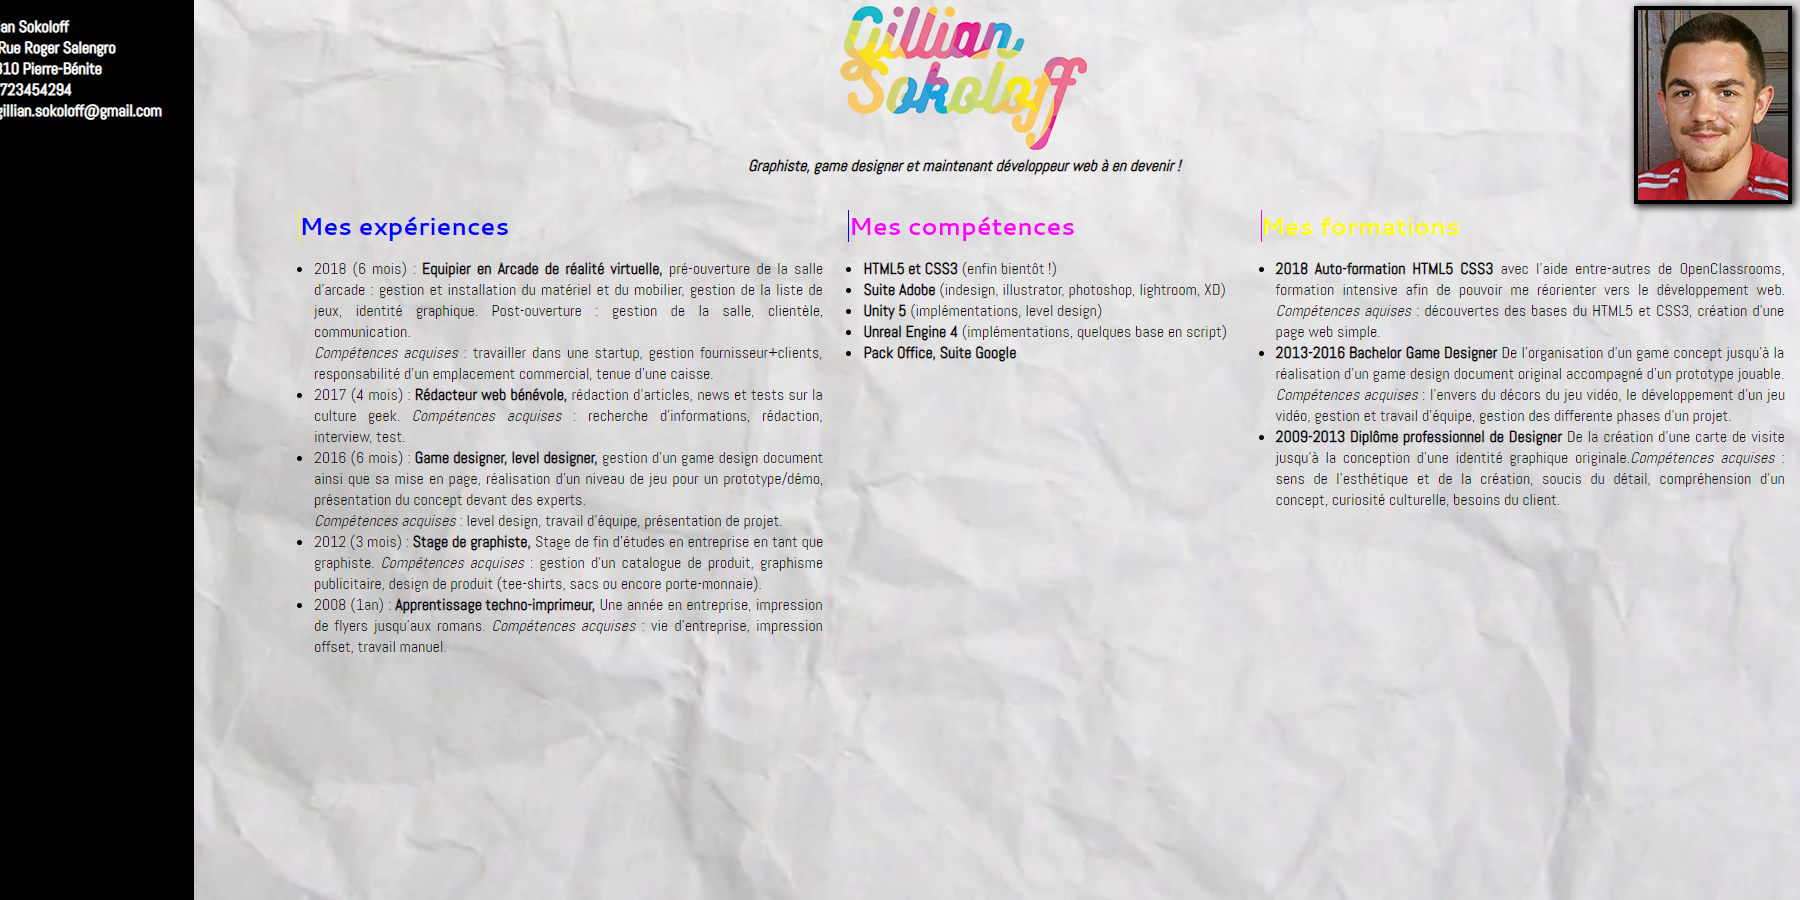 ian Sokoloff
Rue Roger Salengro
310 Pierre-Bénite
723454294
gillian.sokoloff@gmail.com
Gillian
Sokoloff
Graphiste, game designer et maintenant développeur web à en devenir !
Mes expériences
2018 (6 mois) : Equipier en Arcade de réalité virtuelle, pré-ouverture de la salle
d'arcade : gestion et installation du matériel et du mobilier, gestion de la liste de
jeux, identité graphique. Post-ouverture : gestion de la salle, clientèle,
communication.
Compétences acquises : travailler dans une startup, gestion fournisseur+clients,
responsabilité d'un emplacement commercial, tenue d'une caisse.
2017 (4 mois) : Rédacteur web bénévole, rédaction d'articles, news et tests sur la
culture geek. Compétences acquises : recherche d'informations, rédaction,
interview, test.
2016 (6 mois) : Game designer, level designer, gestion d'un game design document
ainsi que sa mise en page, réalisation d'un niveau de jeu pour un prototype/démo,
présentation du concept devant des experts.
Compétences acquises : level design, travail d'équipe, présentation de projet.
2012 (3 mois) : Stage de graphiste, Stage de fin d'études en entreprise en tant que
graphiste. Compétences acquises : gestion d'un catalogue de produit, graphisme
publicitaire, design de produit (tee-shirts, sacs ou encore porte-monnaie).
2008 (1an) : Apprentissage techno-imprimeur, Une année en entreprise, impression
de flyers jusqu'aux romans. Compétences acquises : vie d'entreprise, impression
offset, travail manuel.
Mes compétences
HTML5 et CSS3 (enfin bientôt !)
Suite Adobe (indesign, illustrator, photoshop, lightroom, XD)
Unity 5 (implémentations, level design)
Unreal Engine 4 (implémentations, quelques base en script)
Pack Office, Suite Google
Mes formations
2018 Auto-formation HTML5 CSS3 avec l'aide entre-autres de OpenClassrooms,
formation intensive afin de pouvoir me réorienter vers le développement web.
Compétences aquises : découvertes des bases du HTML5 et CSS3, création d'une
page web simple.
2013-2016 Bachelor Game Designer De l'organisation d'un game concept jusqu'à la
réalisation d'un game design document original accompagné d'un prototype jouable.
Compétences acquises : l'envers du décors du jeu vidéo, le développement d'un jeu
vidéo, gestion et travail d'équipe, gestion des differente phases d'un projet.
2009-2013 Diplôme professionnel de Designer De la création d'une carte de visite
jusqu'à la conception d'une identité graphique originale.Compétences acquises :
sens de l'esthétique et de la création, soucis du détail, compréhension d'un
concept, curiosité culturelle, besoins du client.